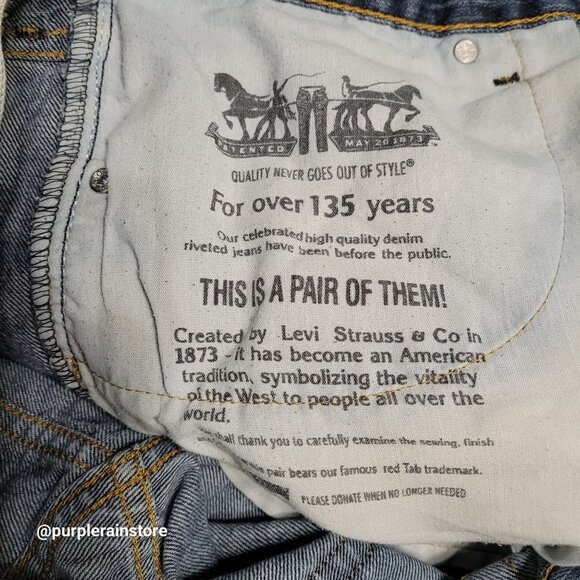 PATENTED MAY 20 1873
QUALITY NEVER GOES OUT OF STYLE®
For over 135 years
Our celebrated high quality denim
riveted jeans have been before the public.
THIS IS A PAIR OF THEM!
Created by Levi Strauss & Co in
1873 - it has become an American
tradition, symbolizing the vitality
of the West to people all over the
world.
shall thank you to carefully examine the sewing, finish
pair bears our famous red Tab trademark.
PLEASE DONATE WHEN NO LONGER NEEDED
@purplerainstore